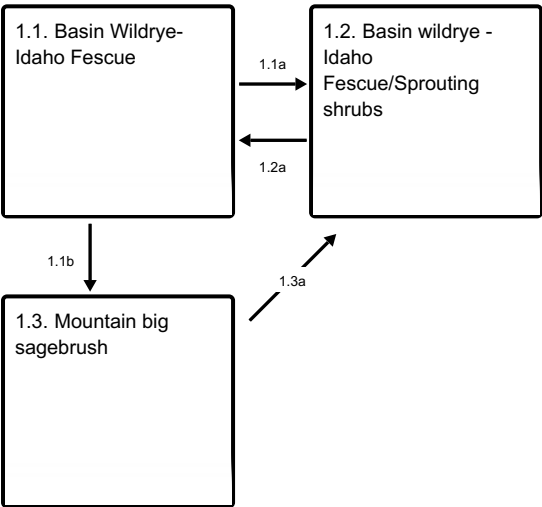 1.1. Basin Wildrye-
Idaho Fescue
1.1a
1.2. Basin wildrye -
Idaho
Fescue/Sprouting
shrubs
1.2a
1.1b
1.3a
1.3. Mountain big
sagebrush